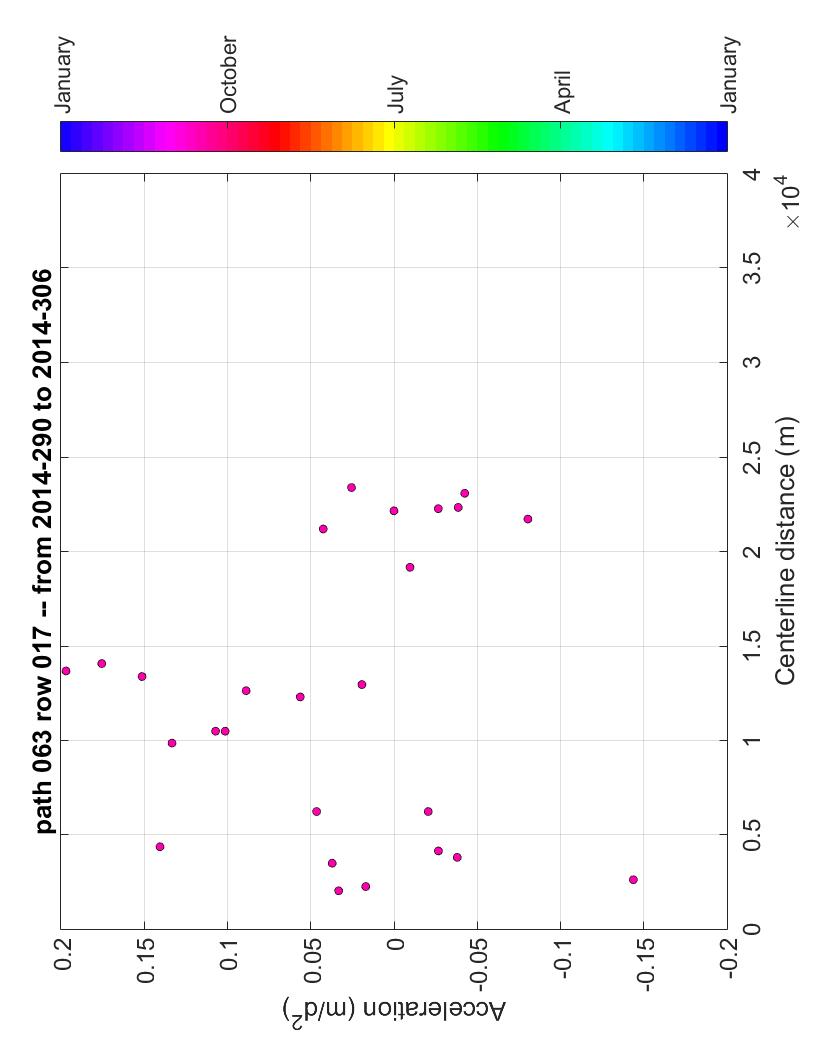 path 063 row 017 -- from 2014-290 to 2014-306
January
October
July
April
January
0.2
0.15
0.1
0.05
0
-0.05
-0.1
-0.15
-0.2
Acceleration (m/d²)
0
0.5
1
1.5
2
2.5
3
3.5
4
×10⁴
Centerline distance (m)